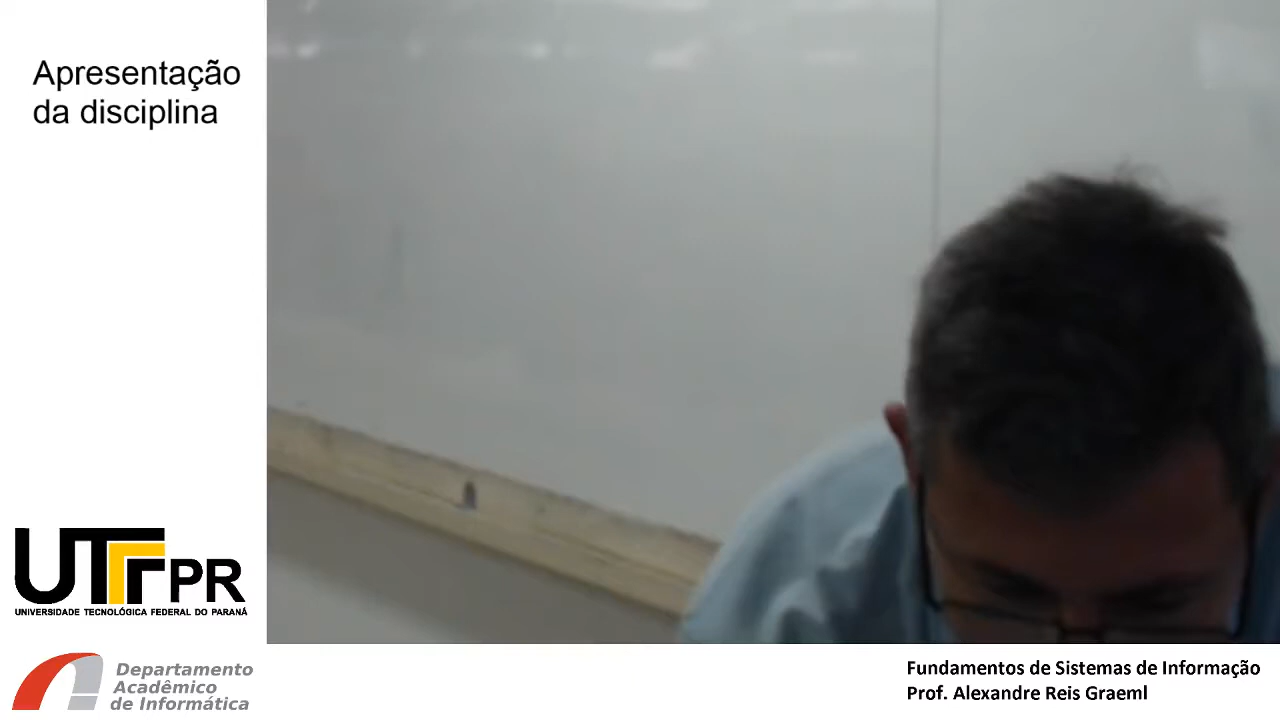 Apresentação
da disciplina
UTFPR
UNIVERSIDADE TECNOLÓGICA FEDERAL DO PARANÁ
Departamento
Acadêmico
de Informática
Fundamentos de Sistemas de Informação
Prof. Alexandre Reis Graeml